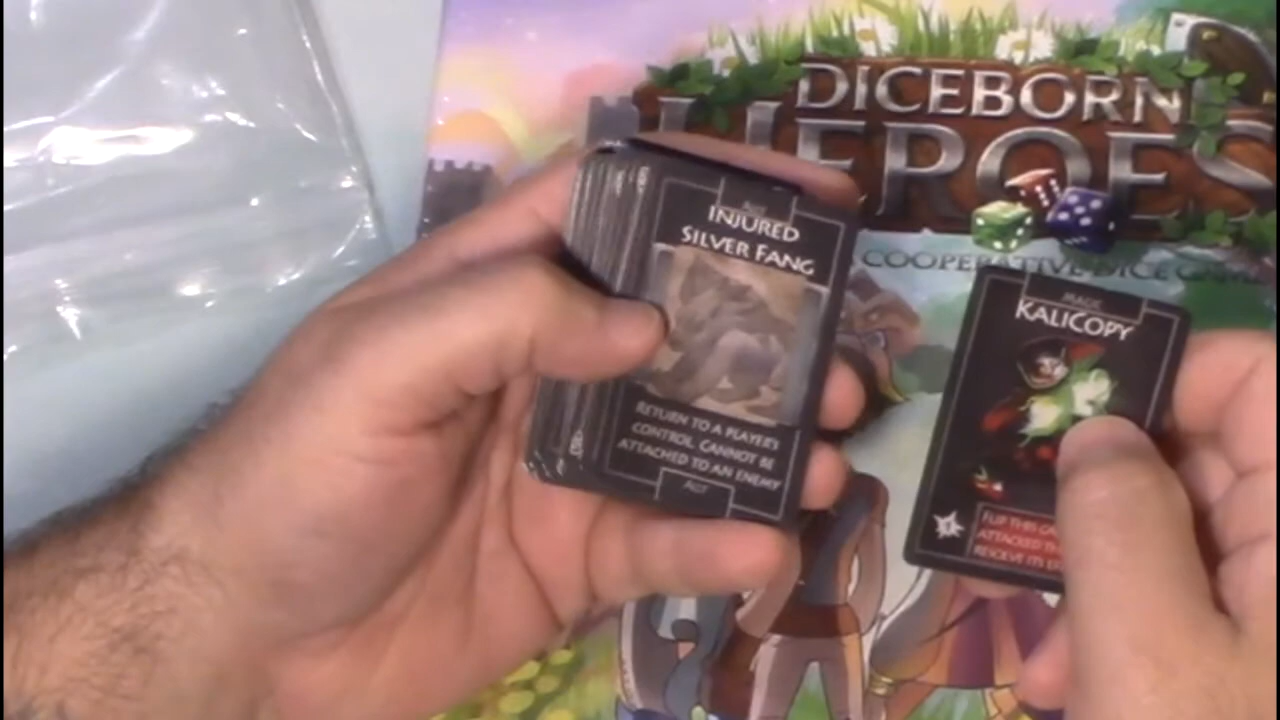 DICEBORN
HEROES
COOPERATIVE DICE GAME
ALLY
INJURED
SILVER FANG
RETURN TO A PLAYER'S
CONTROL. CANNOT BE
ATTACHED TO AN ENEMY
ALLY
MAGIC
KALICOPY
FLIP THIS
ATTACKED
RESOLVE ITS